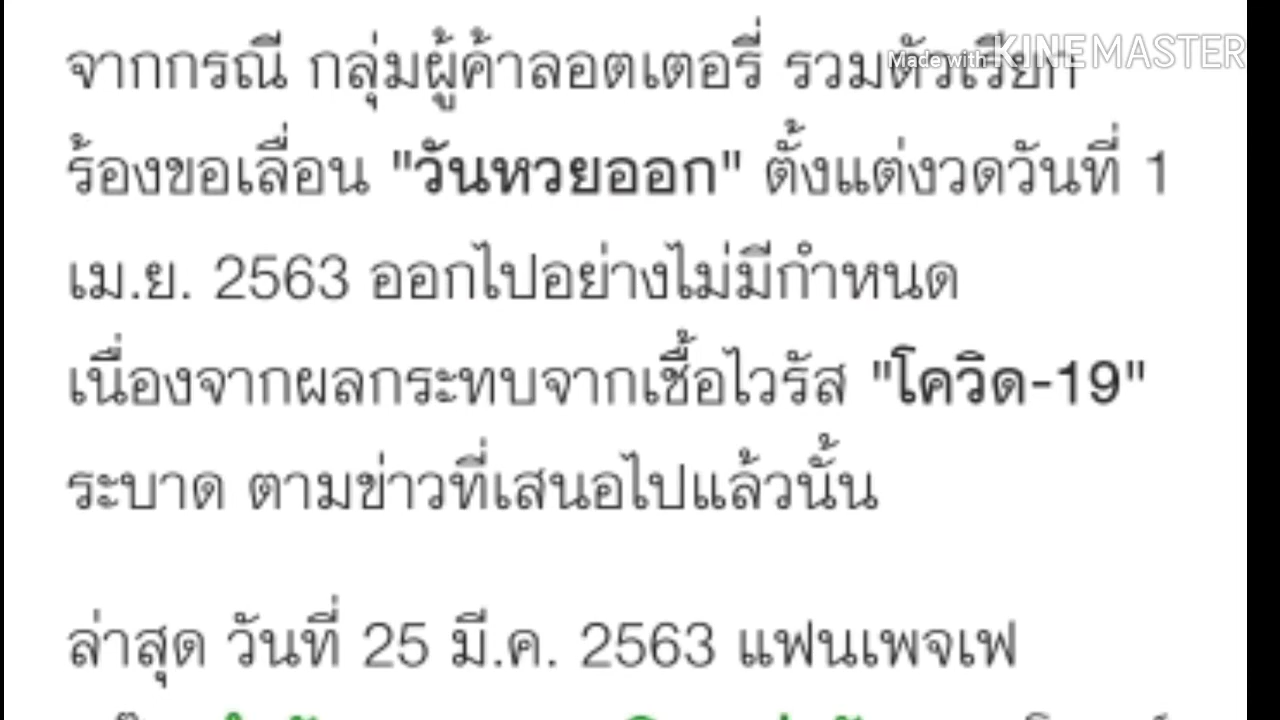 จากกรณี กลุ่มผู้ค้าลอตเตอรี่ รวมตัวเรียก
Made with KINEMASTER
ร้องขอเลื่อน "วันหวยออก" ตั้งแต่งวดวันที่ 1
เม.ย. 2563 ออกไปอย่างไม่มีกำหนด
เนื่องจากผลกระทบจากเชื้อไวรัส "โควิด-19"
ระบาด ตามข่าวที่เสนอไปแล้วนั้น
ล่าสุด วันที่ 25 มี.ค. 2563 แฟนเพจเฟ